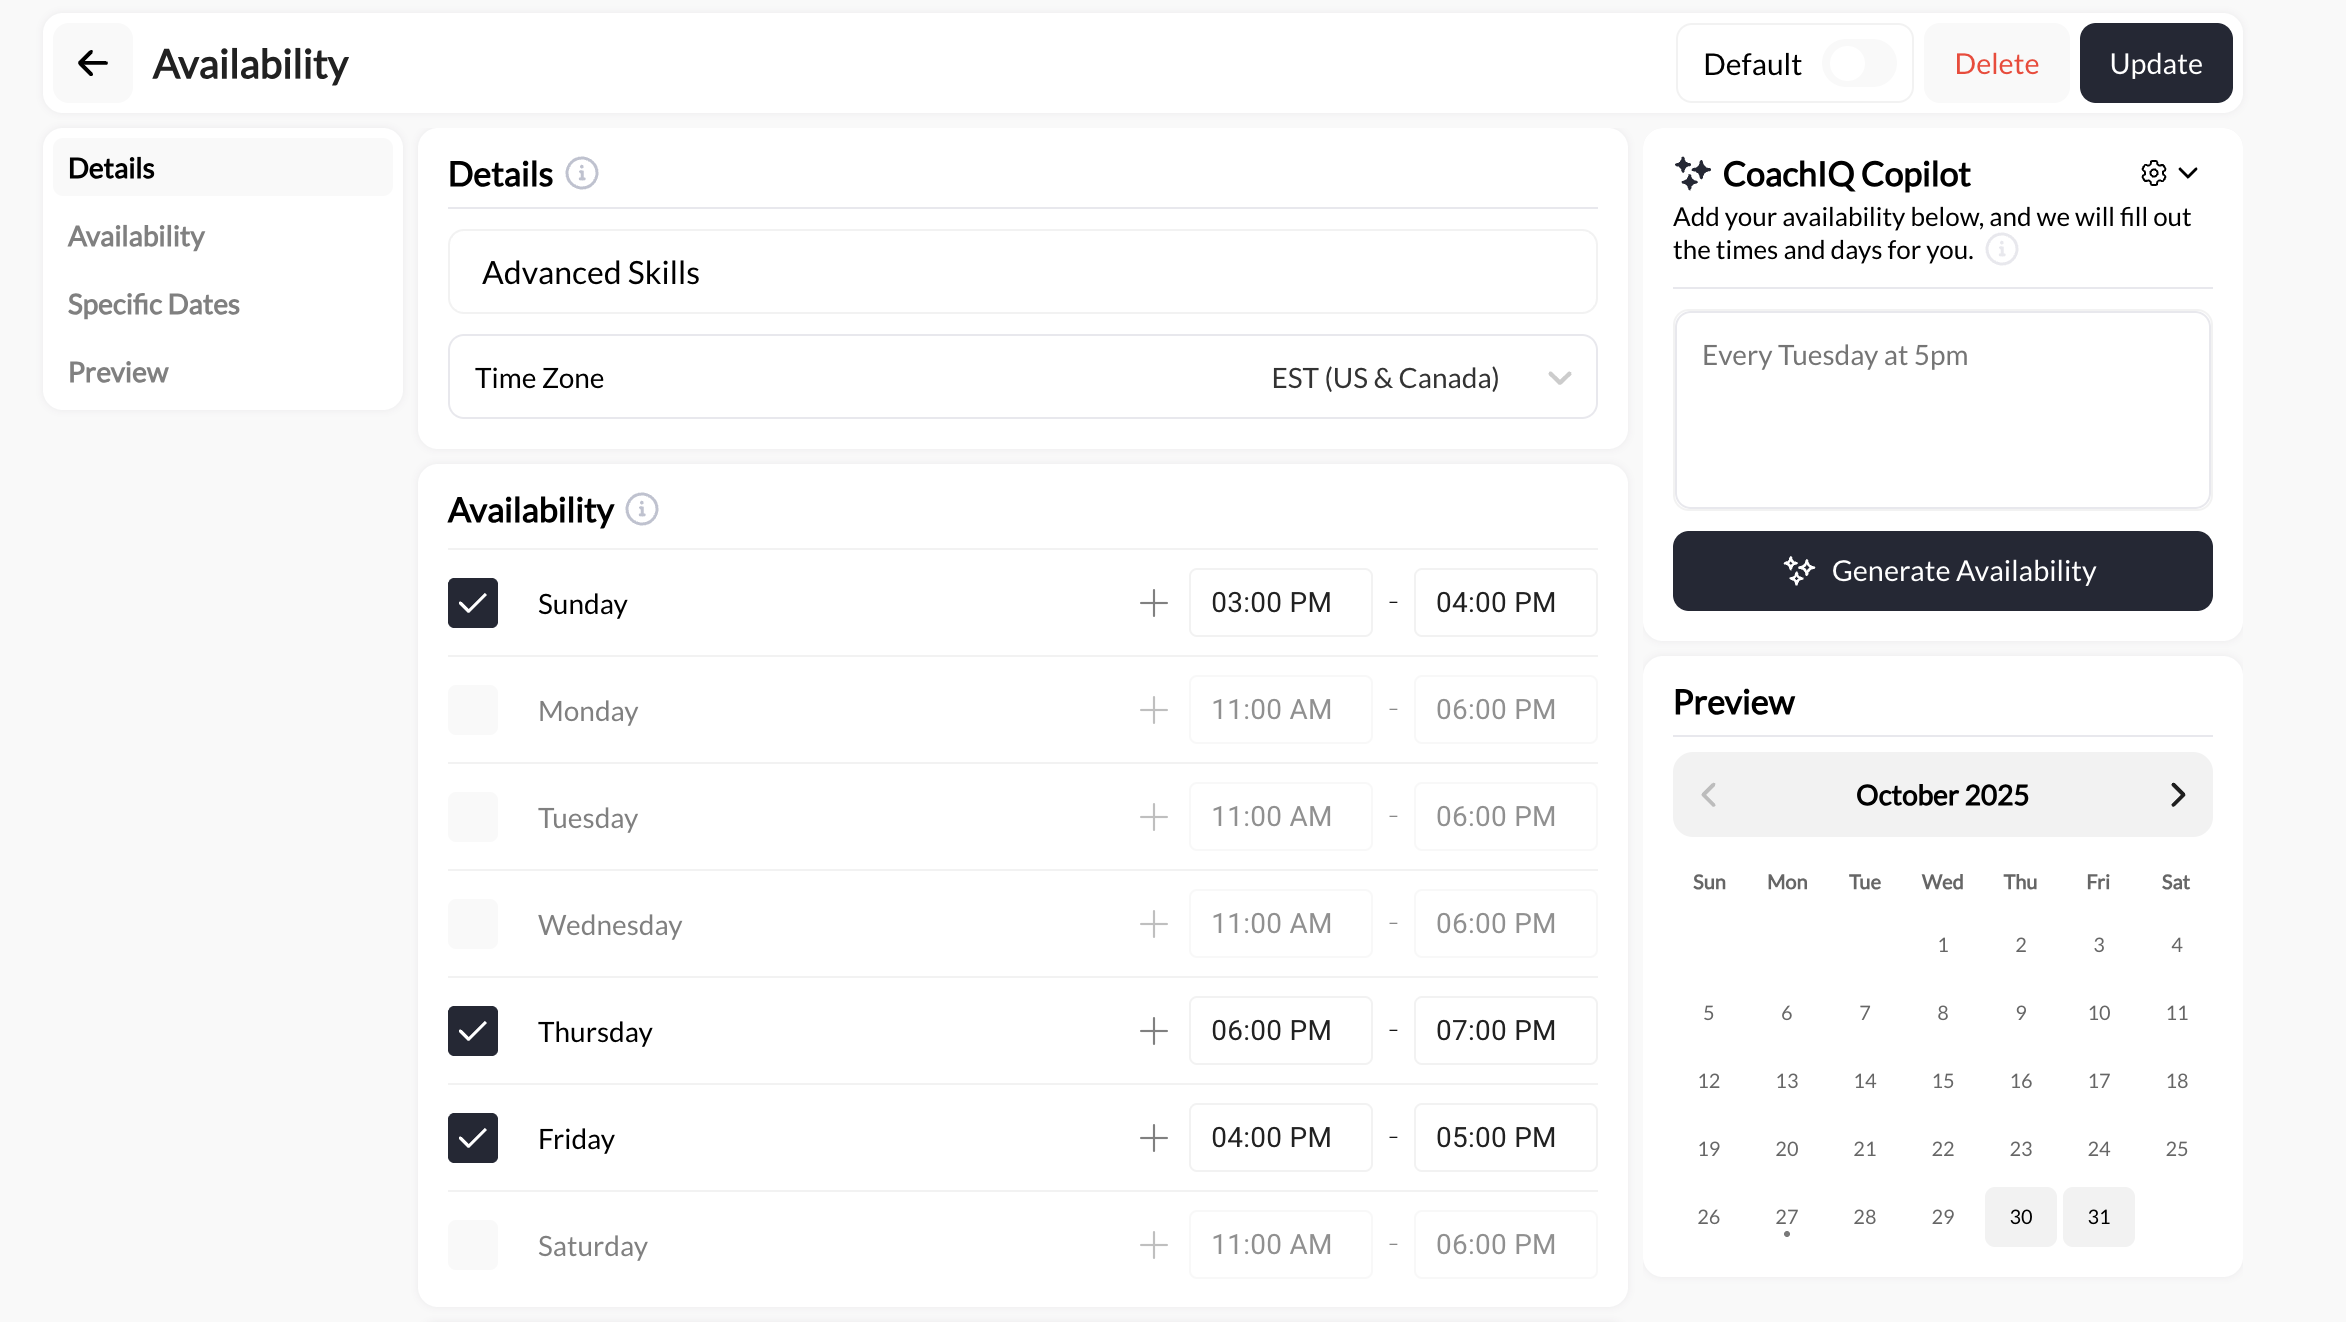 Availability
Default
Delete
Update
Details
Availability
Specific Dates
Preview
Details
Advanced Skills
Time Zone EST (US & Canada)
Availability
Sunday 03:00 PM - 04:00 PM
Monday 11:00 AM - 06:00 PM
Tuesday 11:00 AM - 06:00 PM
Wednesday 11:00 AM - 06:00 PM
Thursday 06:00 PM - 07:00 PM
Friday 04:00 PM - 05:00 PM
Saturday 11:00 AM - 06:00 PM
CoachIQ Copilot
Add your availability below, and we will fill out
the times and days for you.
Every Tuesday at 5pm
Generate Availability
Preview
October 2025
Sun Mon Tue Wed Thu Fri Sat
1 2 3 4
5 6 7 8 9 10 11
12 13 14 15 16 17 18
19 20 21 22 23 24 25
26 27 28 29 30 31